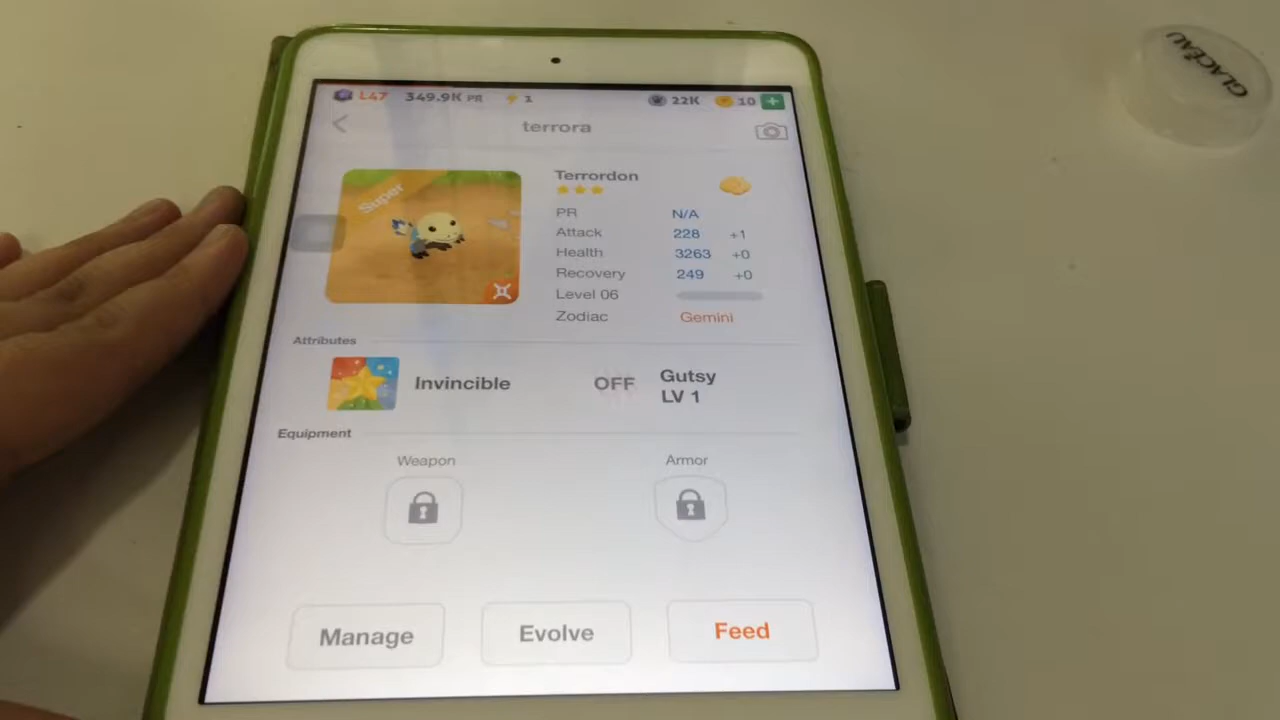 L47 349.9K PR 1 22K 10 +
terrora
Super
Terrordon
PR N/A
Attack 228 +1
Health 3263 +0
Recovery 249 +0
Level 06
Zodiac Gemini
Attributes
Invincible OFF Gutsy
LV 1
Equipment
Weapon Armor
Manage Evolve Feed
GLACÉAU